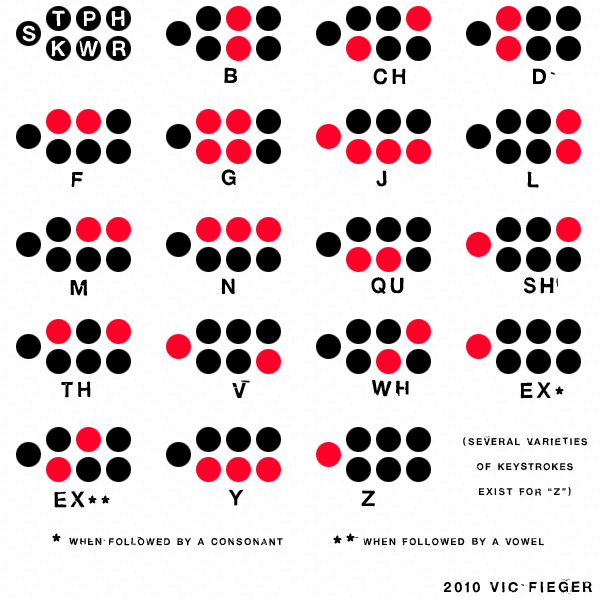 T P H
S
K W R
B
CH
D
F
G
J
L
M
N
QU
SH
TH
V
WH
EX*
EX**
Y
Z
(SEVERAL VARIETIES
OF KEYSTROKES
EXIST FOR "Z")
* WHEN FOLLOWED BY A CONSONANT
** WHEN FOLLOWED BY A VOWEL
2010 VIC FIEGER